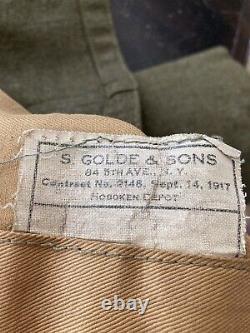 S. GOLDE & SONS
84 5TH AVE., N.Y.
Contract No. 2148, Sept. 14, 1917
HOBOKEN DEPOT